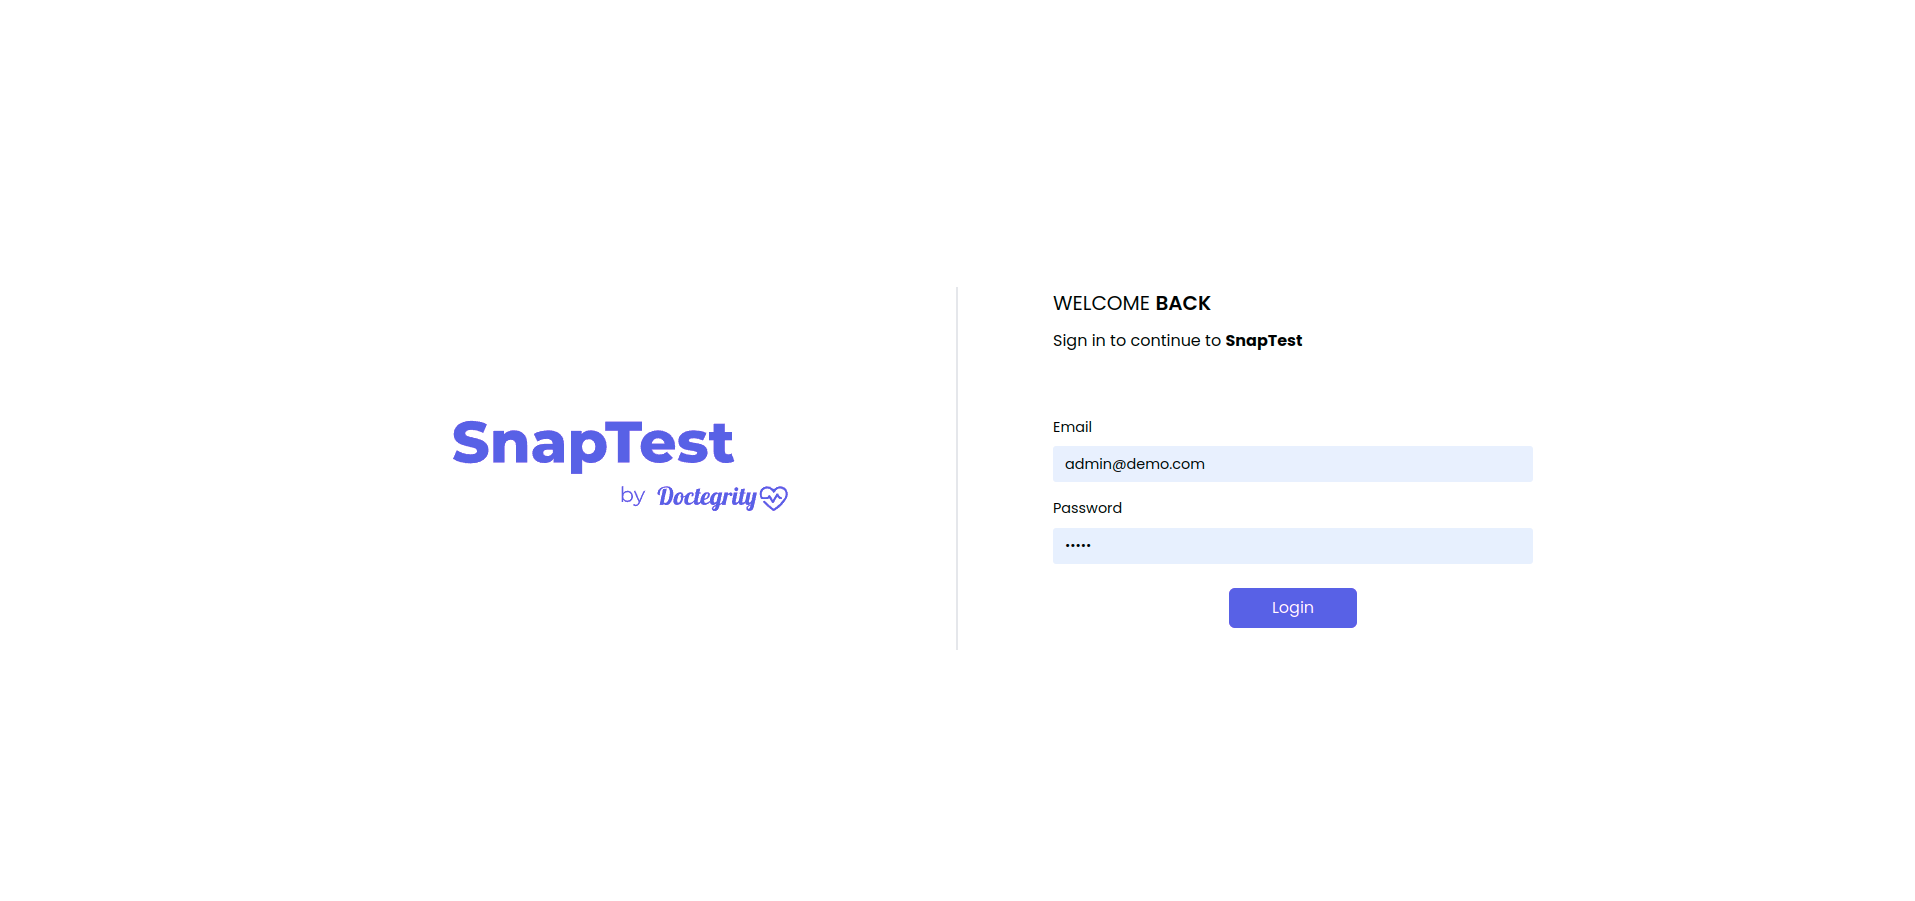 SnapTest
by Doctegrity
WELCOME BACK
Sign in to continue to SnapTest
Email
admin@demo.com
Password
•••••
Login